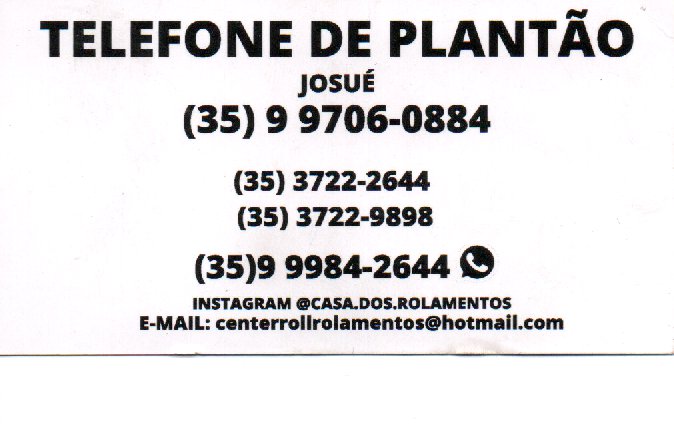 TELEFONE DE PLANTÃO
JOSUÉ
(35) 9 9706-0884
(35) 3722-2644
(35) 3722-9898
(35)9 9984-2644
INSTAGRAM @CASA.DOS.ROLAMENTOS
E-MAIL: centerrollrolamentos@hotmail.com